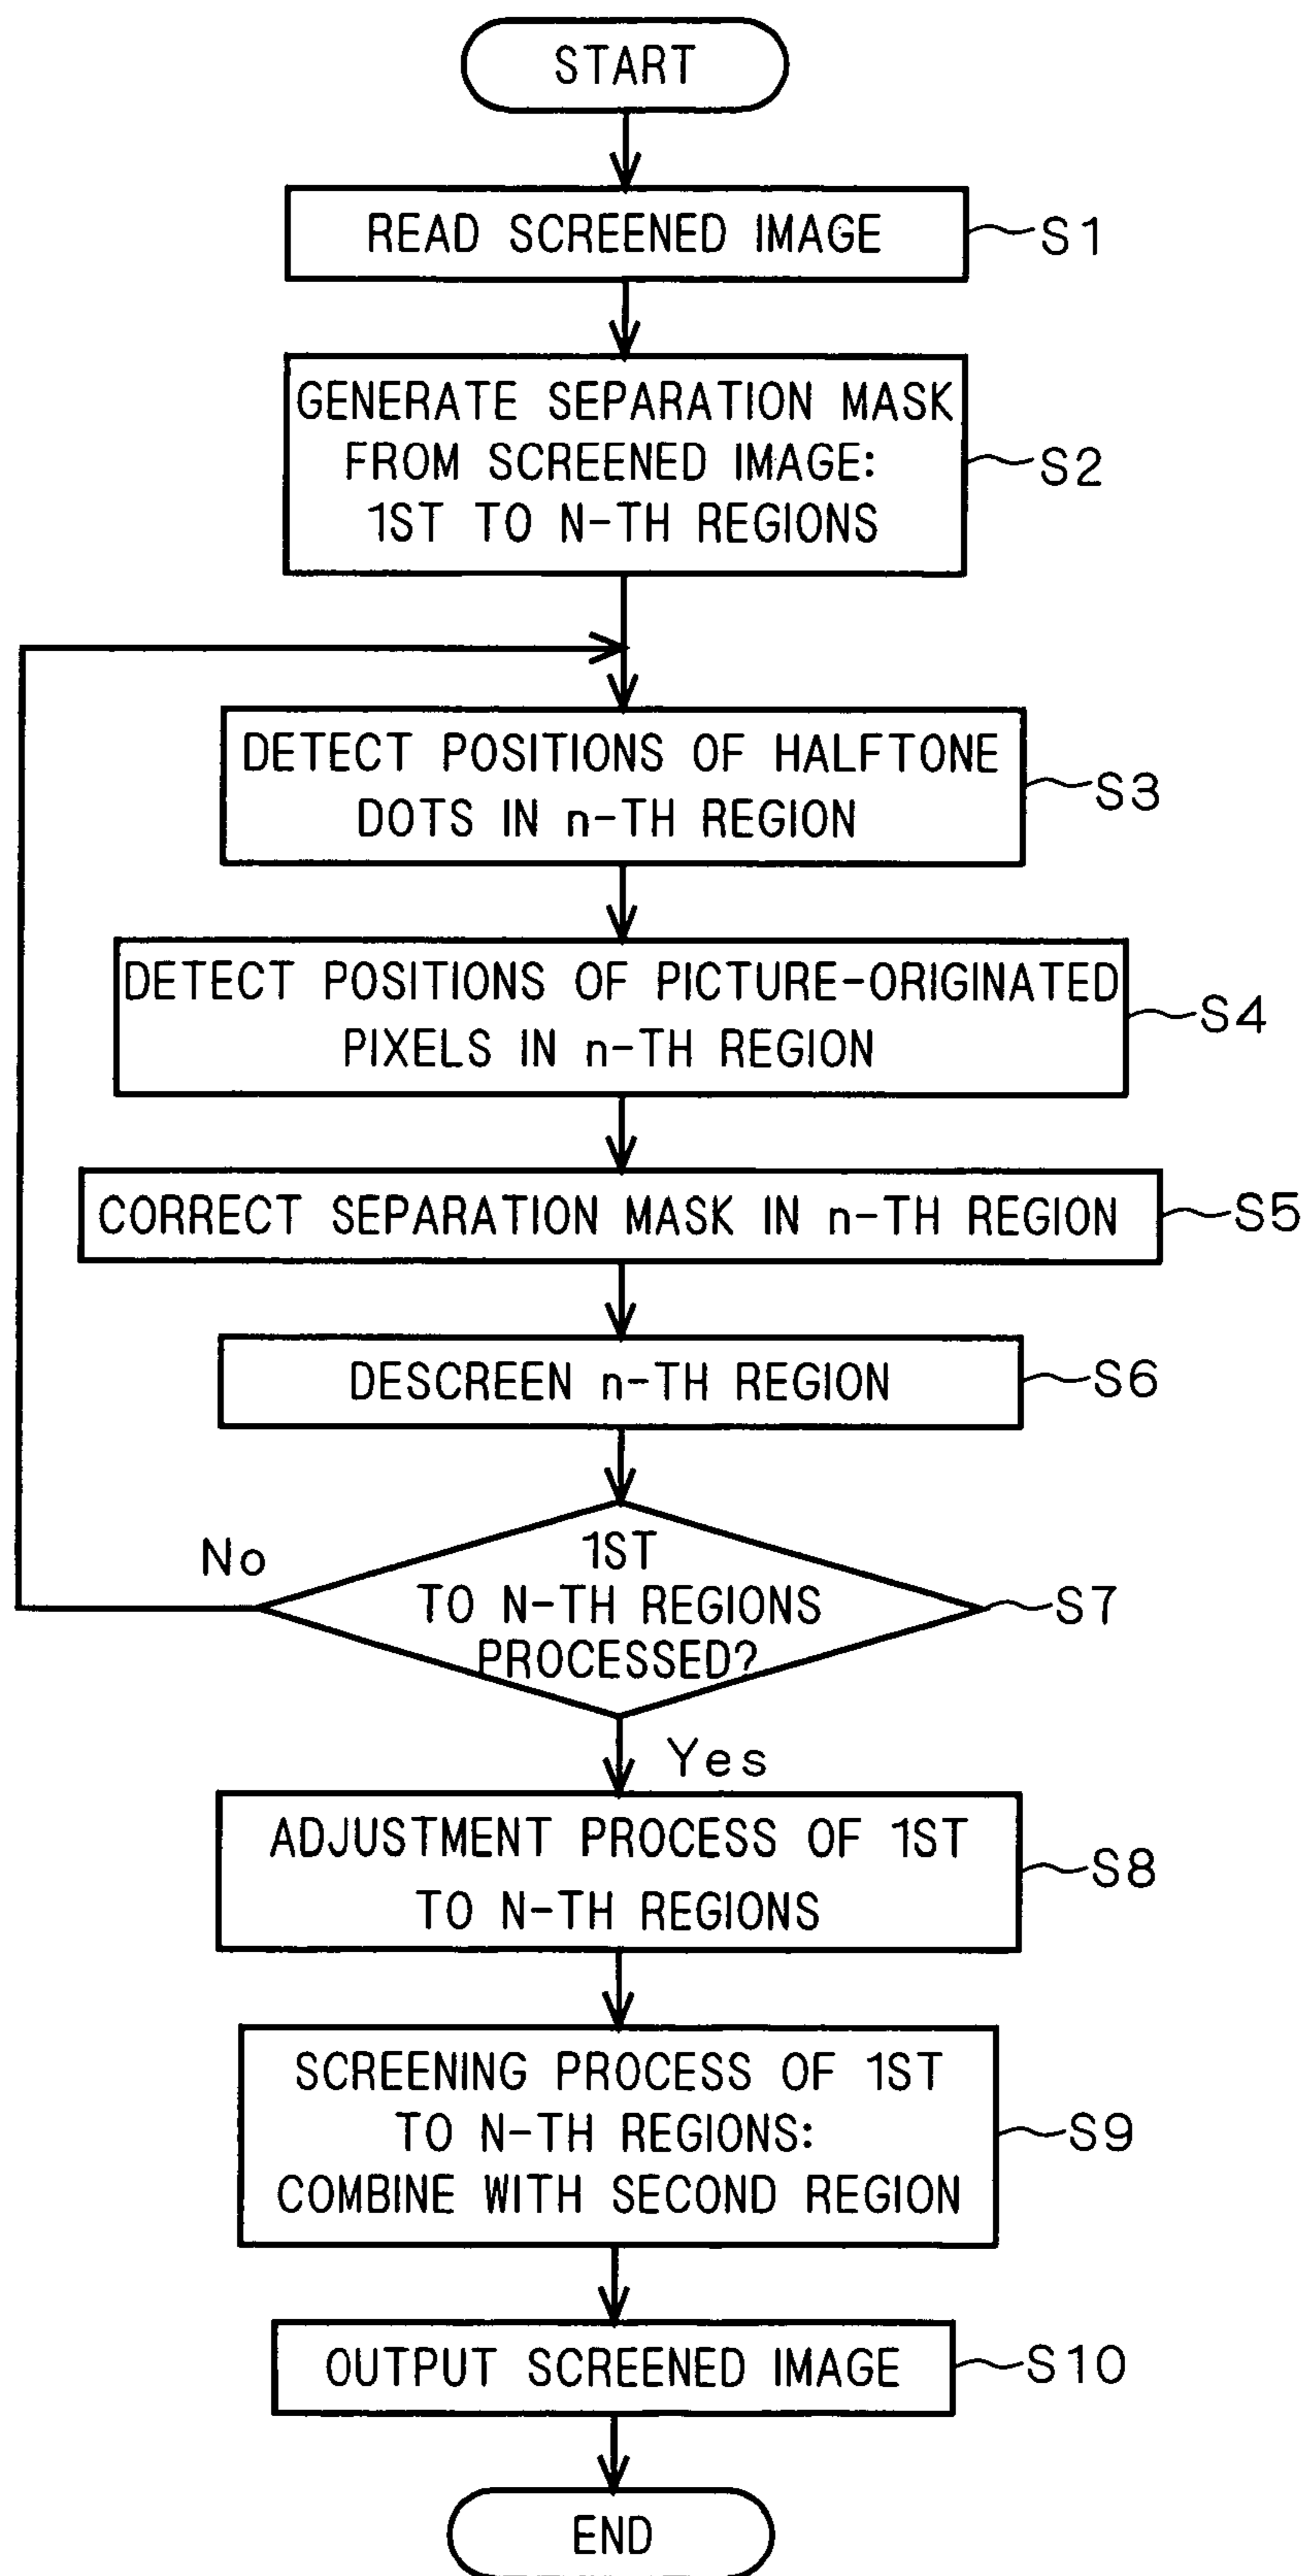 START
READ SCREENED IMAGE
S1
GENERATE SEPARATION MASK
FROM SCREENED IMAGE:
1ST TO N-TH REGIONS
S2
DETECT POSITIONS OF HALFTONE
DOTS IN n-TH REGION
S3
DETECT POSITIONS OF PICTURE-ORIGINATED
PIXELS IN n-TH REGION
S4
CORRECT SEPARATION MASK IN n-TH REGION
S5
DESCREEN n-TH REGION
S6
1ST
TO N-TH REGIONS
PROCESSED?
S7
No
Yes
ADJUSTMENT PROCESS OF 1ST
TO N-TH REGIONS
S8
SCREENING PROCESS OF 1ST
TO N-TH REGIONS:
COMBINE WITH SECOND REGION
S9
OUTPUT SCREENED IMAGE
S10
END